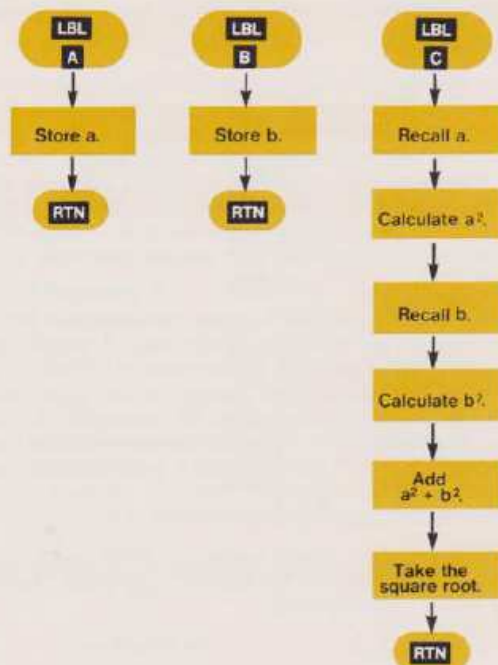 LBL
A
Store a.
RTN
LBL
B
Store b.
RTN
LBL
C
Recall a.
Calculate a².
Recall b.
Calculate b².
Add
a² + b².
Take the
square root.
RTN